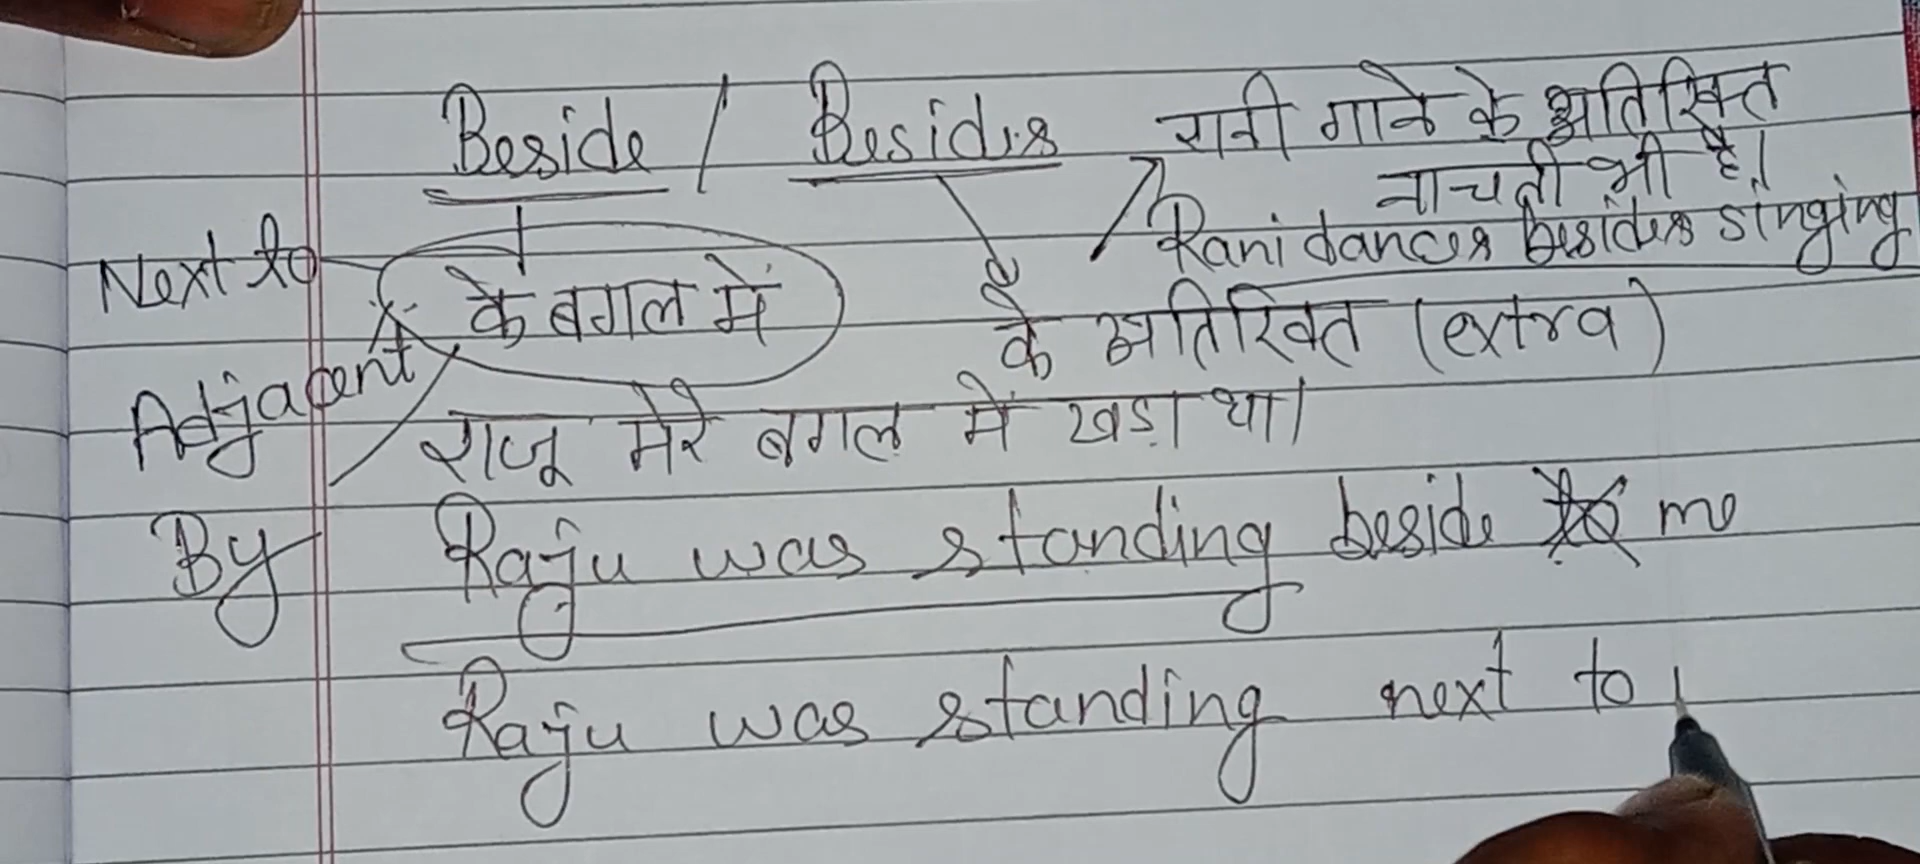 Beside / Besides
रानी गाने के अतिरिक्त
नाचती भी है।
Rani dances besides singing
Next to
के बगल में
के अतिरिक्त (extra)
Adjacent
राजू मेरे बगल में खड़ा था।
By
Raju was standing beside me
Raju was standing next to